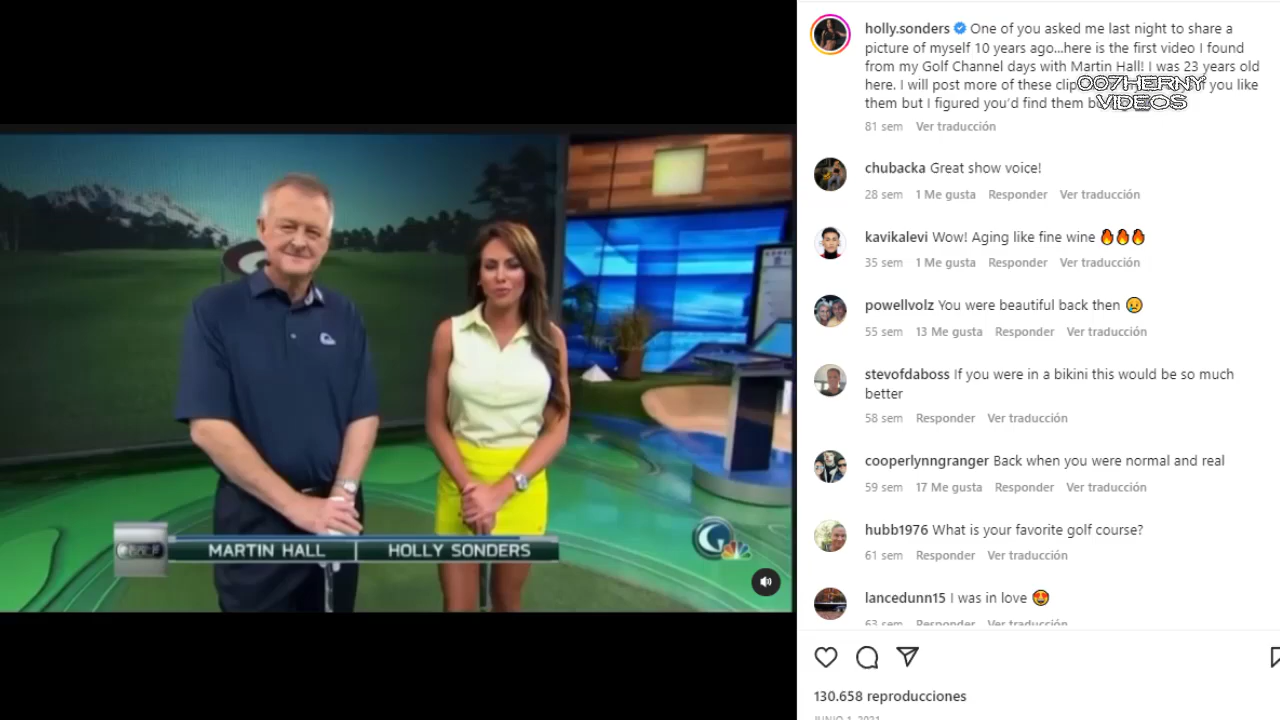 holly.sonders One of you asked me last night to share a
picture of myself 10 years ago...here is the first video I found
from my Golf Channel days with Martin Hall! I was 23 years old
here. I will post more of these clip f you like
them but I figured you'd find them b
007HERNY
VIDEOS
81 sem Ver traducción
chubacka Great show voice!
28 sem 1 Me gusta Responder Ver traducción
kavikalevi Wow! Aging like fine wine 🔥🔥🔥
35 sem 1 Me gusta Responder Ver traducción
powellvolz You were beautiful back then 😢
55 sem 13 Me gusta Responder Ver traducción
stevofdaboss If you were in a bikini this would be so much
better
58 sem Responder Ver traducción
cooperlynngranger Back when you were normal and real
59 sem 17 Me gusta Responder Ver traducción
hubb1976 What is your favorite golf course?
61 sem Responder Ver traducción
lancedunn15 I was in love 😍
63 sem Responder Ver traducción
130.658 reproducciones
JUNIO 1, 2021
MARTIN HALL HOLLY SONDERS
G